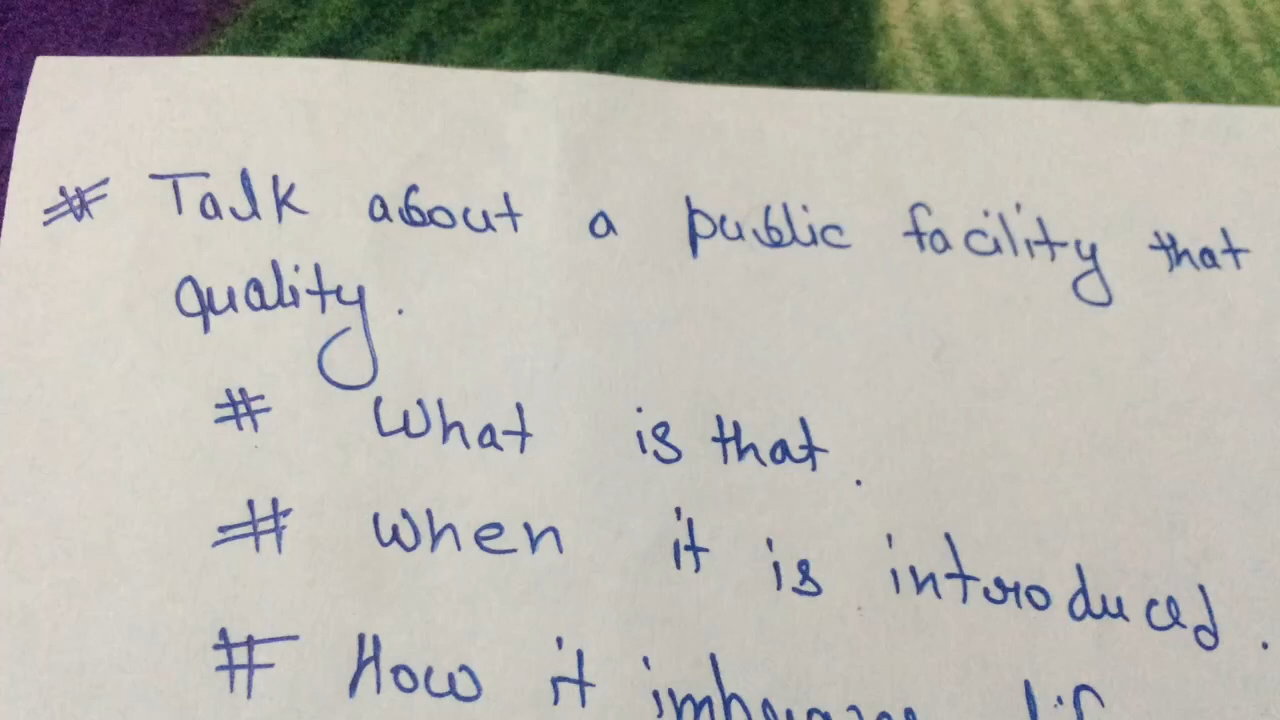 # Talk about a public facility that
quality.
# What is that.
# When it is introduced.
# How it